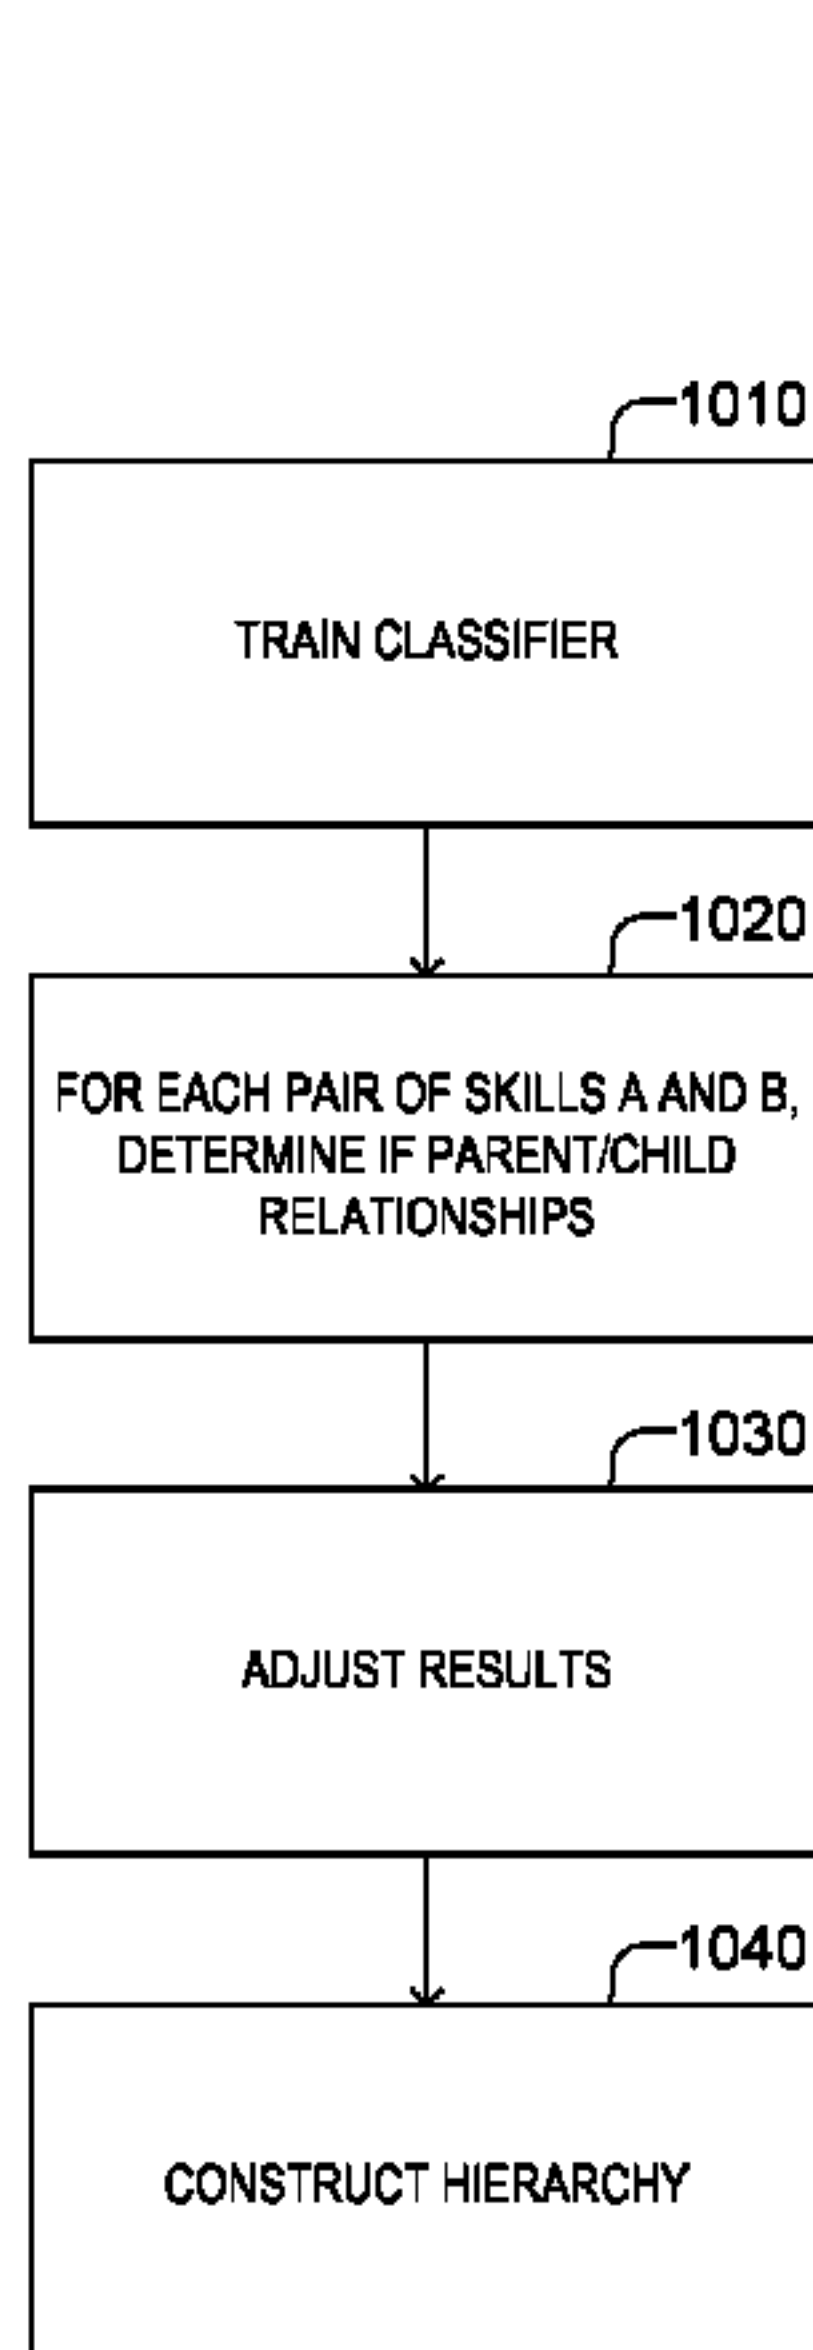 1010
TRAIN CLASSIFIER
1020
FOR EACH PAIR OF SKILLS A AND B,
DETERMINE IF PARENT/CHILD
RELATIONSHIPS
1030
ADJUST RESULTS
1040
CONSTRUCT HIERARCHY